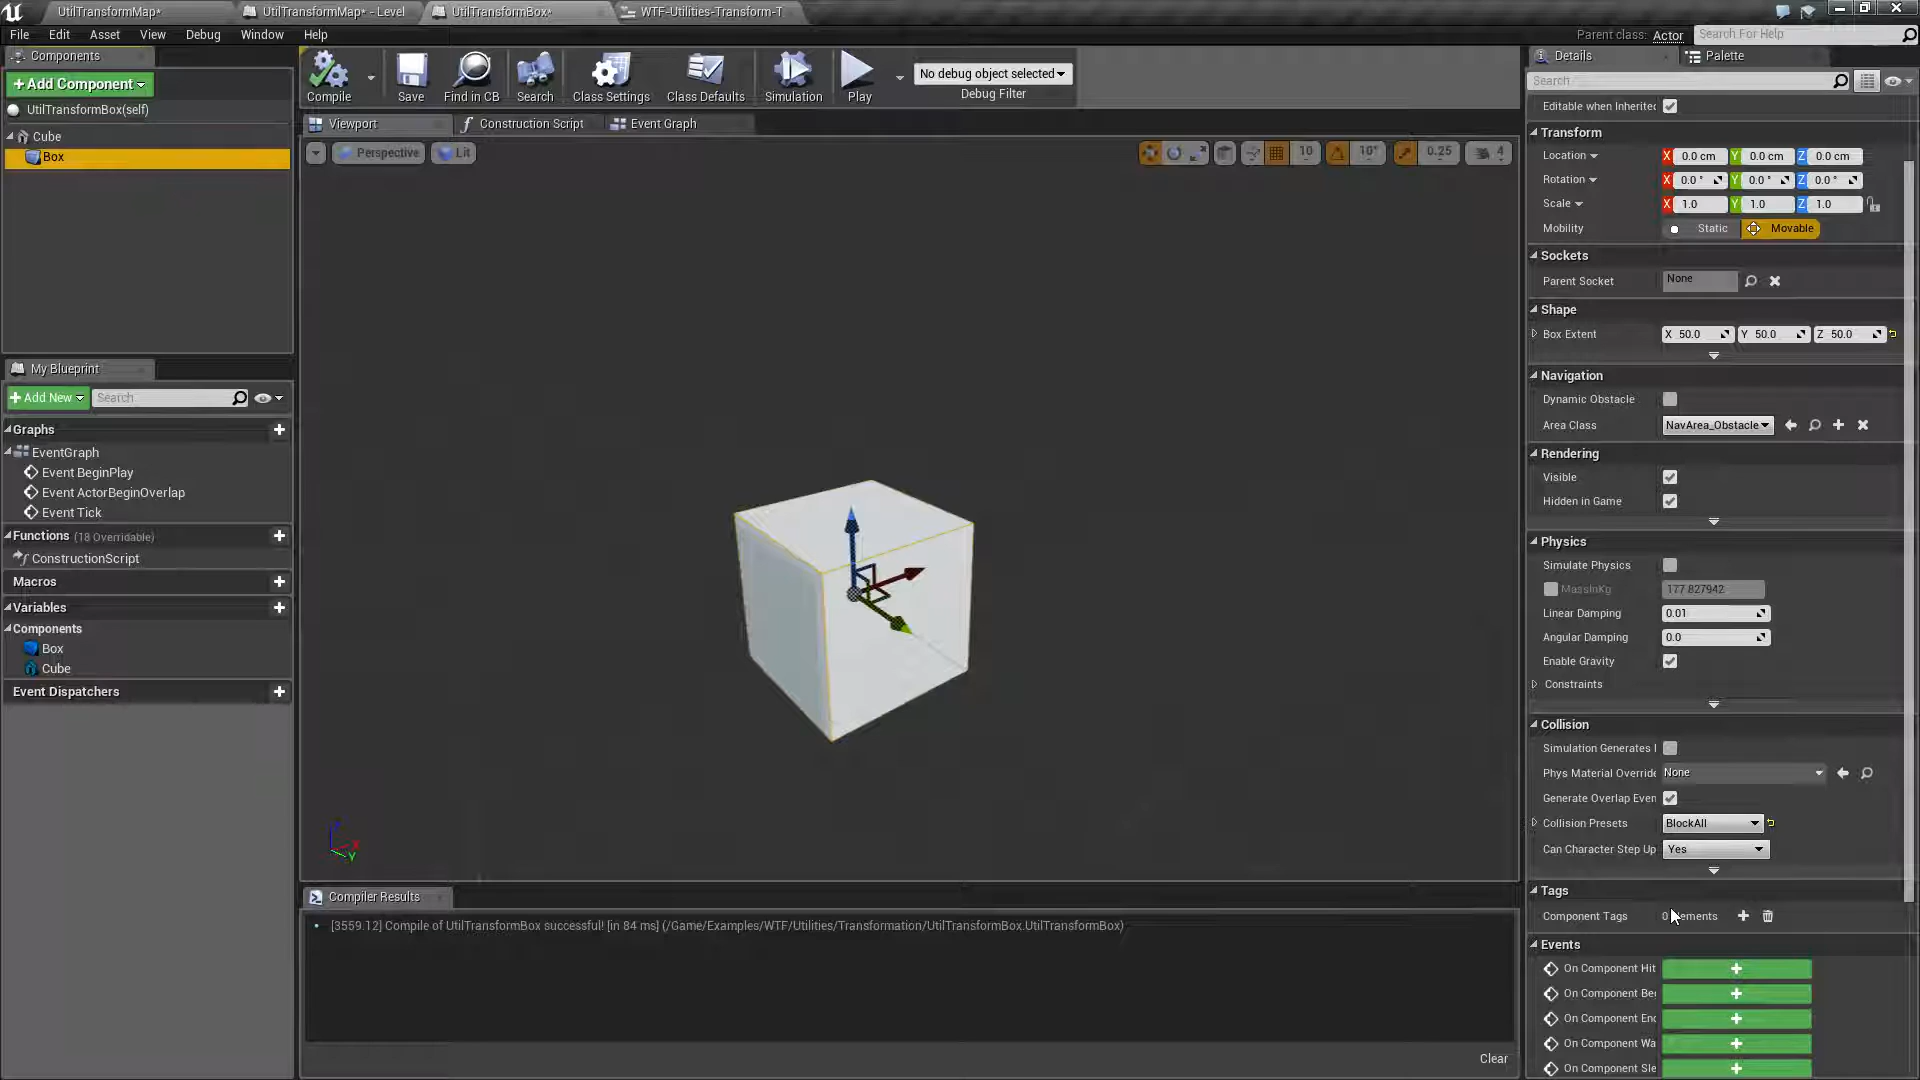 UtilTransformMap*
UtilTransformMap* - Level
UtilTransformBox*
WTF-Utilities-Transform-T
File Edit Asset View Debug Window Help
Parent class: Actor
Search For Help
Components
+Add Component
UtilTransformBox(self)
Cube
Box
Compile
Save
Find in CB
Search
Class Settings
Class Defaults
Simulation
Play
No debug object selected
Debug Filter
Viewport
Construction Script
Event Graph
Perspective
Lit
10
10°
0.25
4
My Blueprint
+Add New
Search
Graphs
EventGraph
Event BeginPlay
Event ActorBeginOverlap
Event Tick
Functions (18 Overridable)
ConstructionScript
Macros
Variables
Components
Box
Cube
Event Dispatchers
X
Y
Compiler Results
[3559.12] Compile of UtilTransformBox successful! [in 84 ms] (/Game/Examples/WTF/Utilities/Transformation/UtilTransformBox.UtilTransformBox)
Clear
Details
Palette
Search
Editable when Inherited
Transform
Location X 0.0 cm Y 0.0 cm Z 0.0 cm
Rotation X 0.0 ° Y 0.0 ° Z 0.0 °
Scale X 1.0 Y 1.0 Z 1.0
Mobility Static Movable
Sockets
Parent Socket None
Shape
Box Extent X 50.0 Y 50.0 Z 50.0
Navigation
Dynamic Obstacle
Area Class NavArea_Obstacle
Rendering
Visible
Hidden in Game
Physics
Simulate Physics
MassInKg 177.827942
Linear Damping 0.01
Angular Damping 0.0
Enable Gravity
Constraints
Collision
Simulation Generates
Phys Material Override None
Generate Overlap Even
Collision Presets BlockAll
Can Character Step Up Yes
Tags
Component Tags 0
Events
On Component Hit
On Component Be
On Component End
On Component Wa
On Component Sle